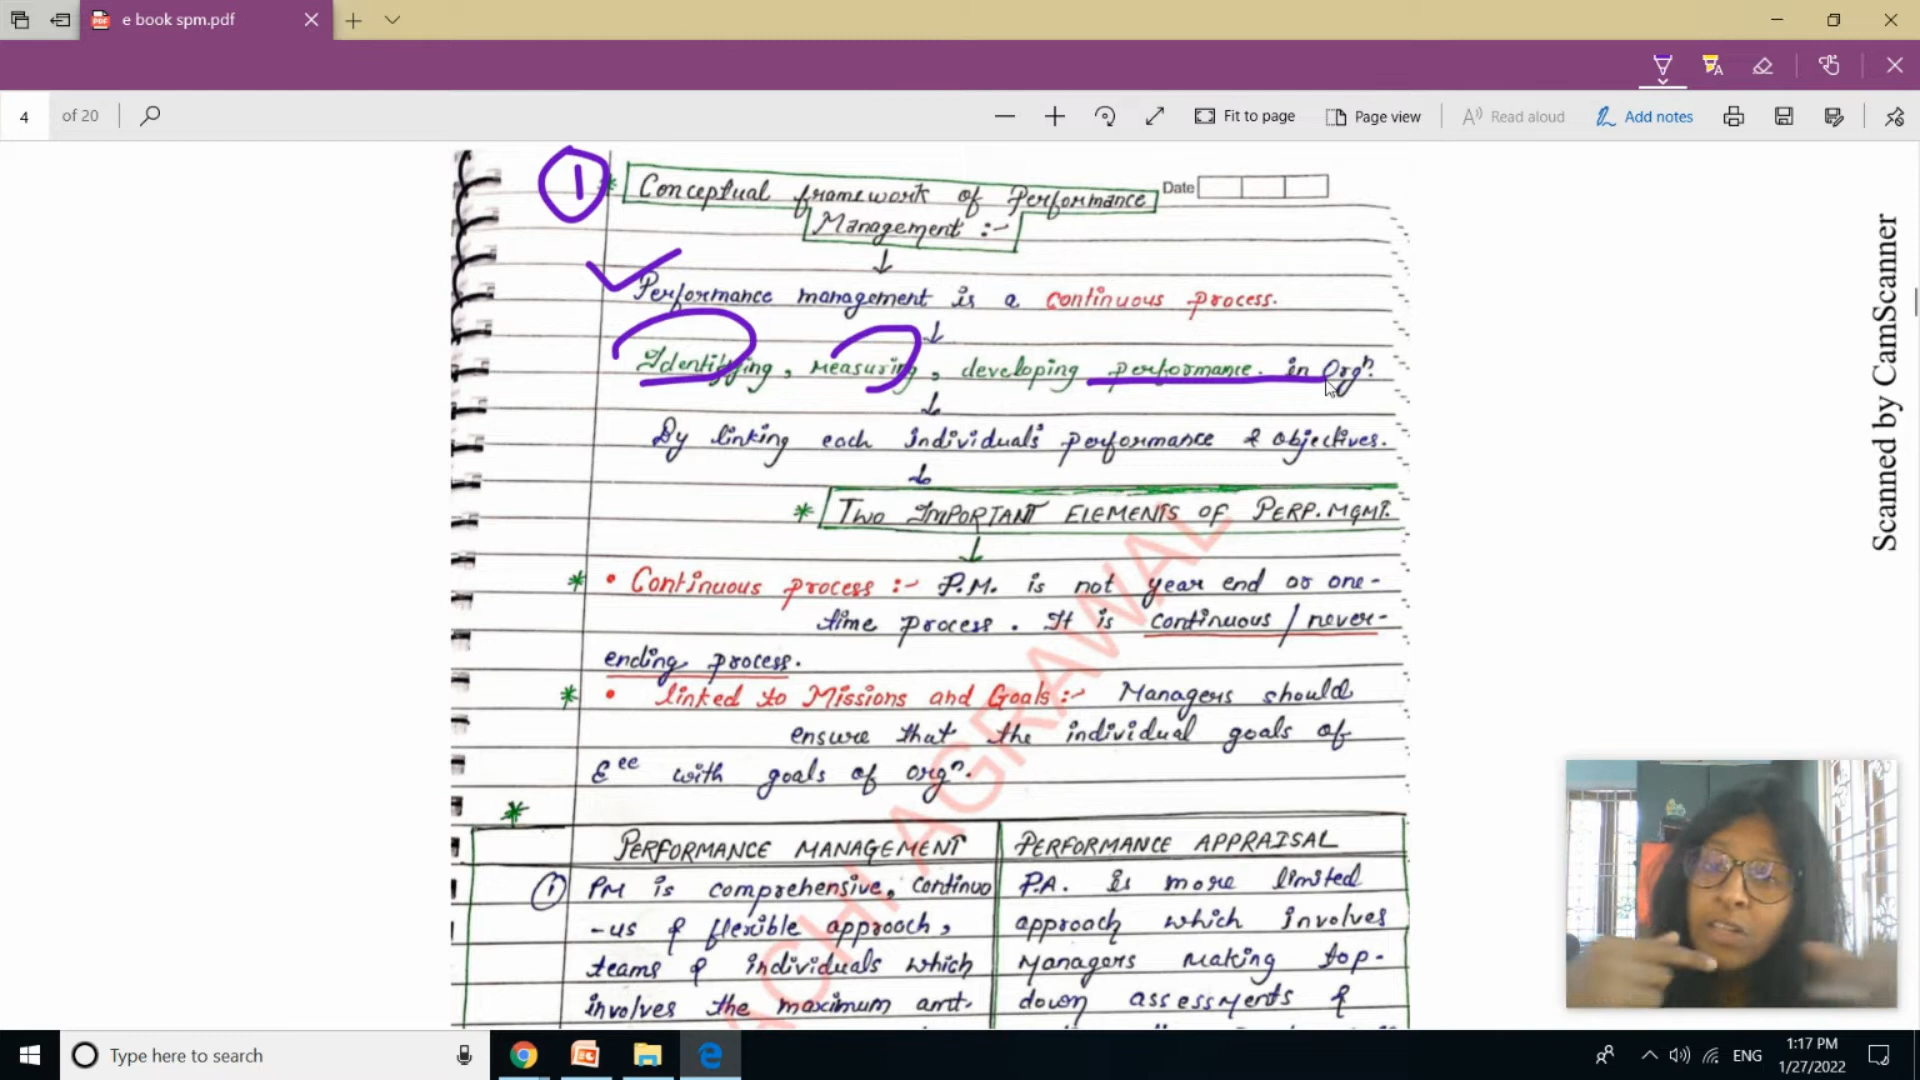 e book spm.pdf
4 of 20
Fit to page
Page view
Read aloud
Add notes
1
* Conceptual framework of Performance
Date
Management :-
↓
Performance management is a continuous process.
↓
Identifying, measuring, developing performance. in Orgⁿ.
↓
By linking each individual's performance & objectives.
↓
* TWO IMPORTANT ELEMENTS OF PERP. MGMT.
↓
* • Continuous process :- P.M. is not year end or one-
time process. It is continuous / never-
ending process.
* • linked to Missions and Goals :- Managers should
ensure that the individual goals of
Eᵉᵉ with goals of orgⁿ.
*
PERFORMANCE MANAGEMENT PERFORMANCE APPRAISAL
① PM is comprehensive, continuo P.A. is more limited
-us & flexible approach, approach which involves
teams & individuals which Managers making top-
involves the maximum amt. down assessments &
ACHI AGRAWAL
Scanned by CamScanner
Type here to search
ENG
1:17 PM
1/27/2022